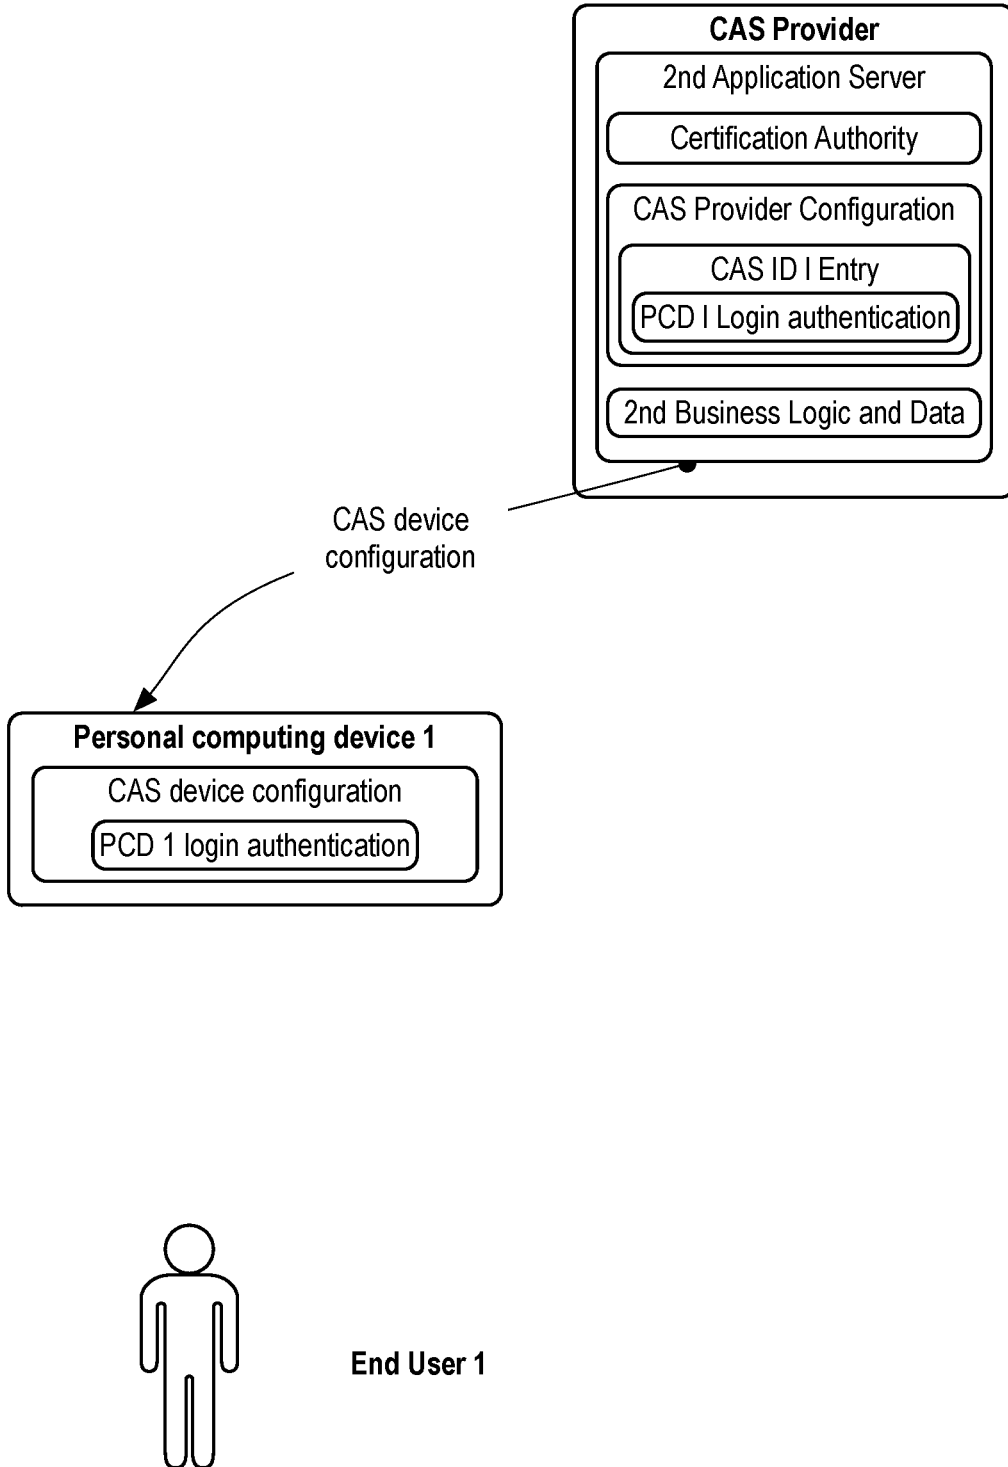 CAS Provider
2nd Application Server
Certification Authority
CAS Provider Configuration
CAS ID I Entry
PCD I Login authentication
2nd Business Logic and Data
CAS device
configuration
Personal computing device 1
CAS device configuration
PCD 1 login authentication
End User 1